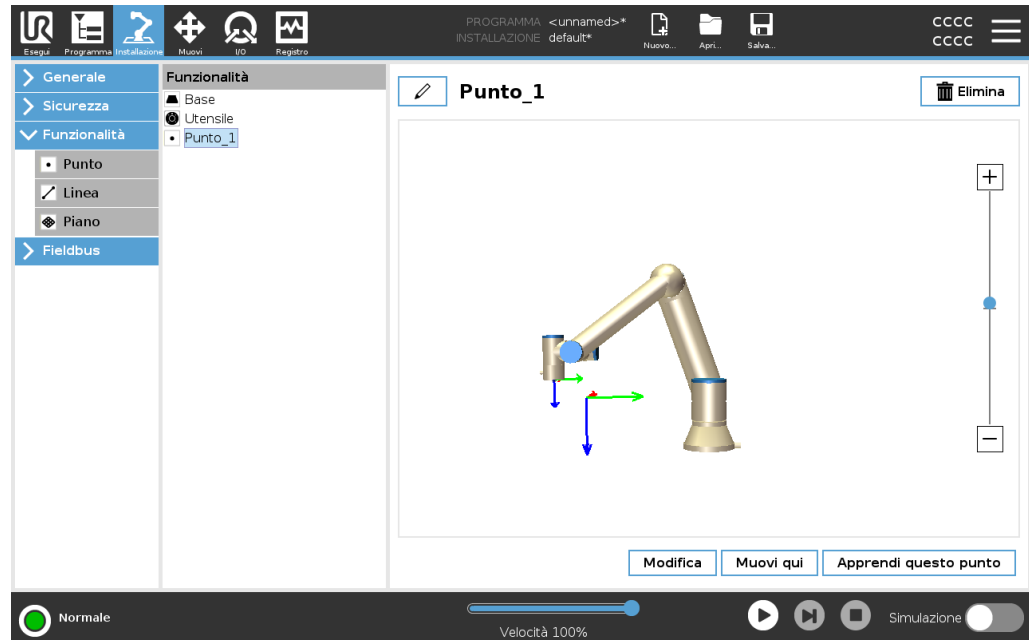 UR
Esegui
Programma
Installazione
Muovi
I/O
Registro
PROGRAMMA <unnamed>*
INSTALLAZIONE default*
Nuovo...
Apri...
Salva...
CCCC
CCCC
Generale
Sicurezza
Funzionalità
Punto
Linea
Piano
Fieldbus
Funzionalità
Base
Utensile
Punto_1
Punto_1
Elimina
Modifica
Muovi qui
Apprendi questo punto
Normale
Velocità 100%
Simulazione